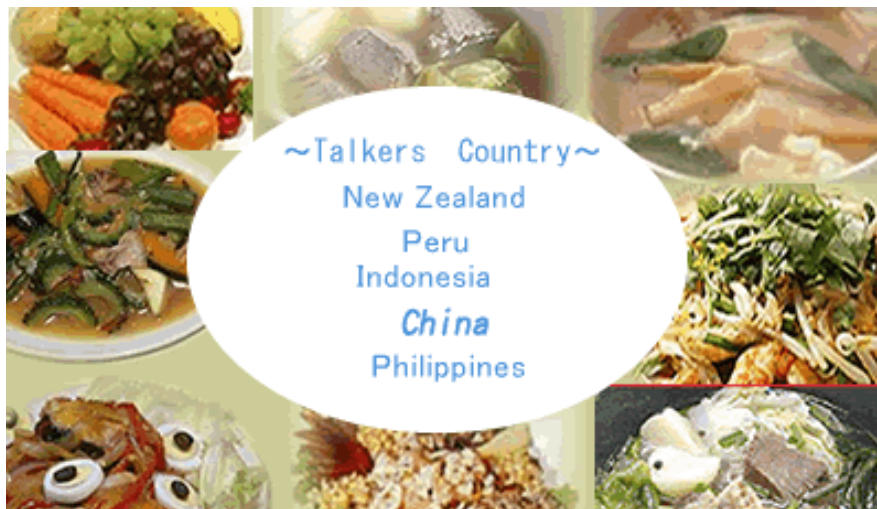 ～Talkers　Country～
New Zealand
Peru
Indonesia
China
Philippines